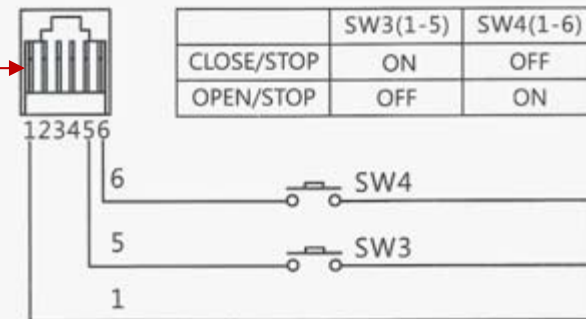 SW3(1-5) SW4(1-6)
CLOSE/STOP ON OFF
OPEN/STOP OFF ON
123456
6 SW4
5 SW3
1